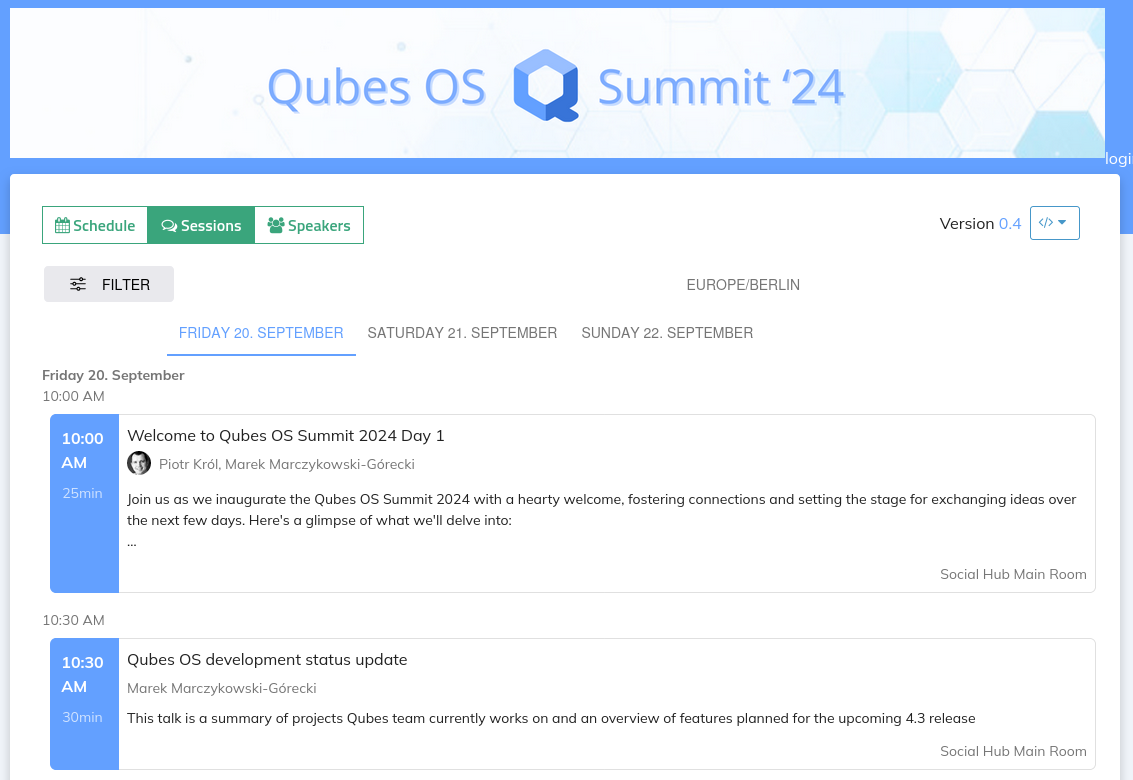 Qubes OS Summit ‘24
logi
Schedule Sessions Speakers
Version 0.4 </>
FILTER EUROPE/BERLIN
FRIDAY 20. SEPTEMBER SATURDAY 21. SEPTEMBER SUNDAY 22. SEPTEMBER
Friday 20. September
10:00 AM
10:00
AM
25min
Welcome to Qubes OS Summit 2024 Day 1
Piotr Król, Marek Marczykowski-Górecki
Join us as we inaugurate the Qubes OS Summit 2024 with a hearty welcome, fostering connections and setting the stage for exchanging ideas over
the next few days. Here's a glimpse of what we'll delve into:
...
Social Hub Main Room
10:30 AM
10:30
AM
30min
Qubes OS development status update
Marek Marczykowski-Górecki
This talk is a summary of projects Qubes team currently works on and an overview of features planned for the upcoming 4.3 release
Social Hub Main Room